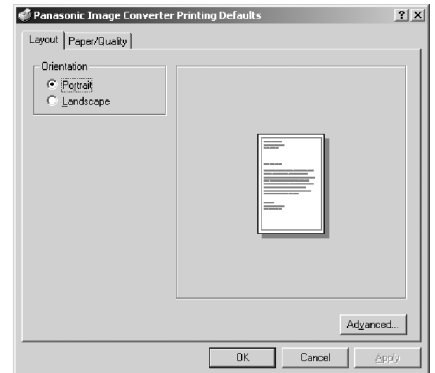 Panasonic Image Converter Printing Defaults
Layout Paper/Quality
Orientation
Portrait
Landscape
Advanced...
OK Cancel Apply